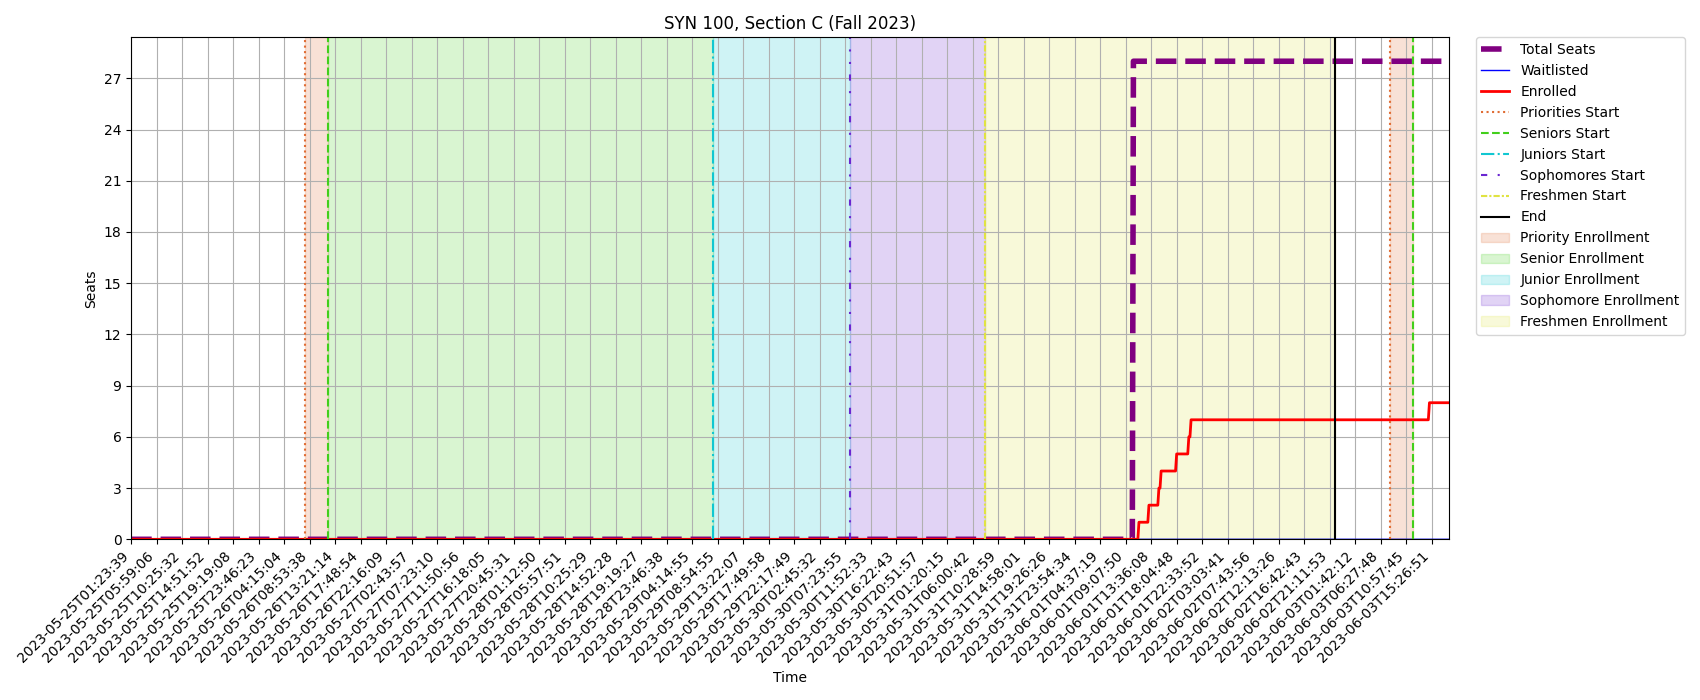 SYN 100, Section C (Fall 2023)
Seats
27
24
21
18
15
12
9
6
3
0
2023-05-25T01:23:39
2023-05-25T05:59:06
2023-05-25T10:25:32
2023-05-25T14:51:52
2023-05-25T19:19:08
2023-05-25T23:46:23
2023-05-26T04:15:04
2023-05-26T08:53:38
2023-05-26T13:21:14
2023-05-26T17:48:54
2023-05-26T22:16:09
2023-05-27T02:43:57
2023-05-27T07:23:10
2023-05-27T11:50:56
2023-05-27T16:18:05
2023-05-27T20:45:31
2023-05-28T01:12:50
2023-05-28T05:57:51
2023-05-28T10:25:29
2023-05-28T14:52:28
2023-05-28T19:19:27
2023-05-28T23:46:38
2023-05-29T04:14:55
2023-05-29T08:54:55
2023-05-29T13:22:07
2023-05-29T17:49:58
2023-05-29T22:17:49
2023-05-30T02:45:32
2023-05-30T07:23:55
2023-05-30T11:52:33
2023-05-30T16:22:43
2023-05-30T20:51:57
2023-05-31T01:20:15
2023-05-31T06:00:42
2023-05-31T10:28:59
2023-05-31T14:58:01
2023-05-31T19:26:26
2023-05-31T23:54:34
2023-06-01T04:37:19
2023-06-01T09:07:50
2023-06-01T13:36:08
2023-06-01T18:04:48
2023-06-01T22:33:52
2023-06-02T03:03:41
2023-06-02T07:43:56
2023-06-02T12:13:26
2023-06-02T16:42:43
2023-06-02T21:11:53
2023-06-03T01:42:12
2023-06-03T06:27:48
2023-06-03T10:57:45
2023-06-03T15:26:51
Time
Total Seats
Waitlisted
Enrolled
Priorities Start
Seniors Start
Juniors Start
Sophomores Start
Freshmen Start
End
Priority Enrollment
Senior Enrollment
Junior Enrollment
Sophomore Enrollment
Freshmen Enrollment